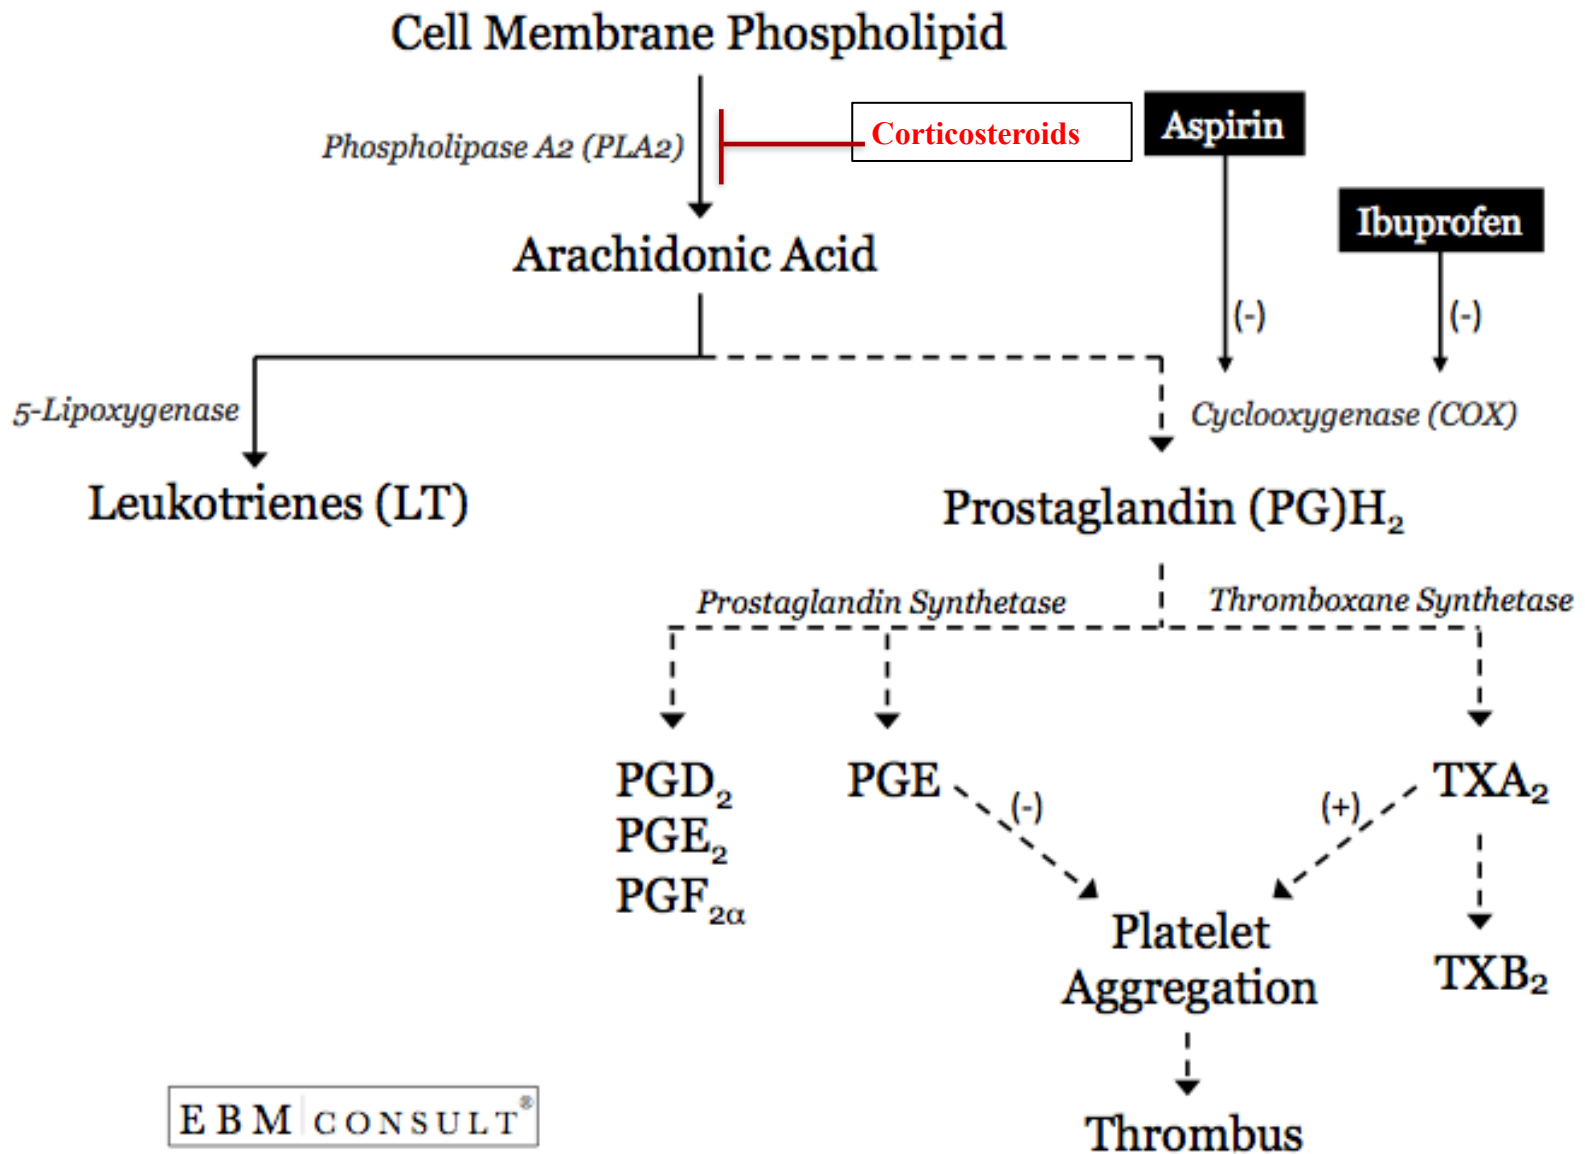 Cell Membrane Phospholipid
Phospholipase A2 (PLA2)
Corticosteroids
Aspirin
Ibuprofen
Arachidonic Acid
(-)
(-)
5-Lipoxygenase
Cyclooxygenase (COX)
Leukotrienes (LT)
Prostaglandin (PG)H₂
Prostaglandin Synthetase
Thromboxane Synthetase
PGD₂
PGE₂
PGF₂α
PGE
(-)
(+)
TXA₂
Platelet
Aggregation
TXB₂
Thrombus
EBM CONSULT®